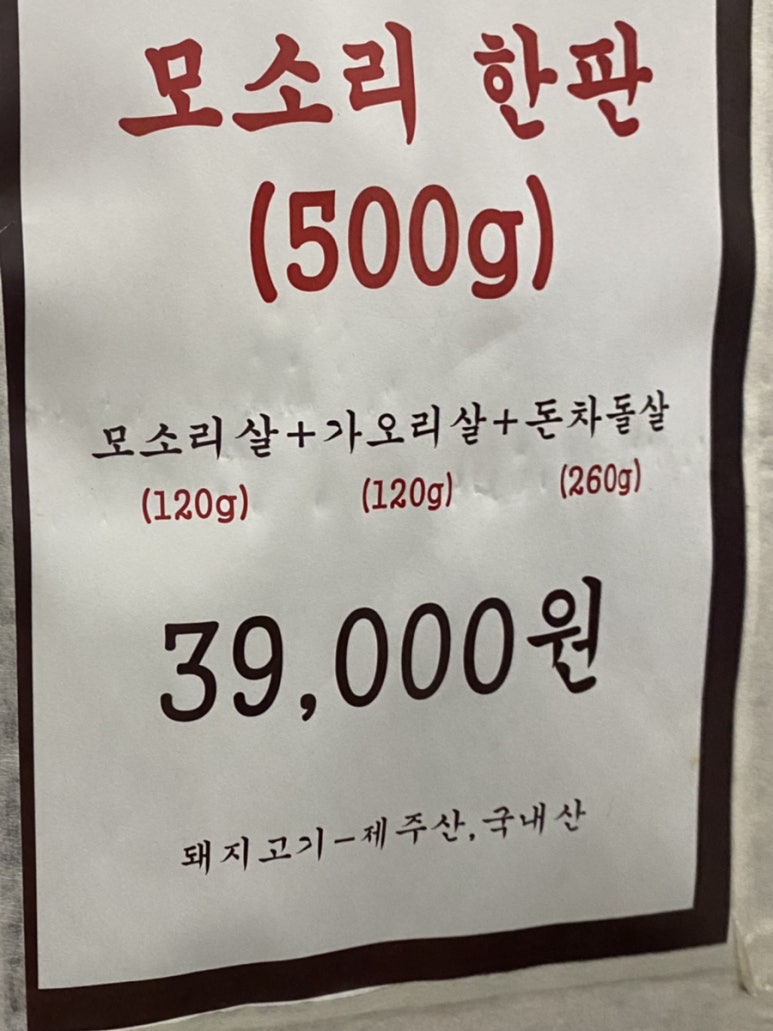 모소리 한판
(500g)
모소리살+가오리살+돈차돌살
(120g) (120g) (260g)
39,000원
돼지고기-제주산,국내산